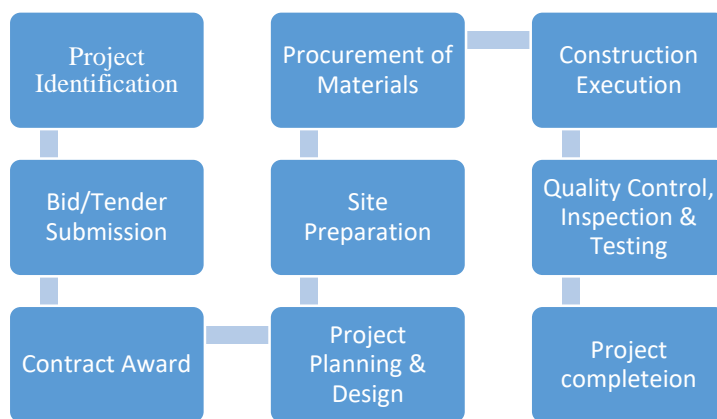 Project
Identification
Bid/Tender
Submission
Contract Award
Project
Planning &
Design
Site
Preparation
Procurement of
Materials
Construction
Execution
Quality Control,
Inspection &
Testing
Project
completeion